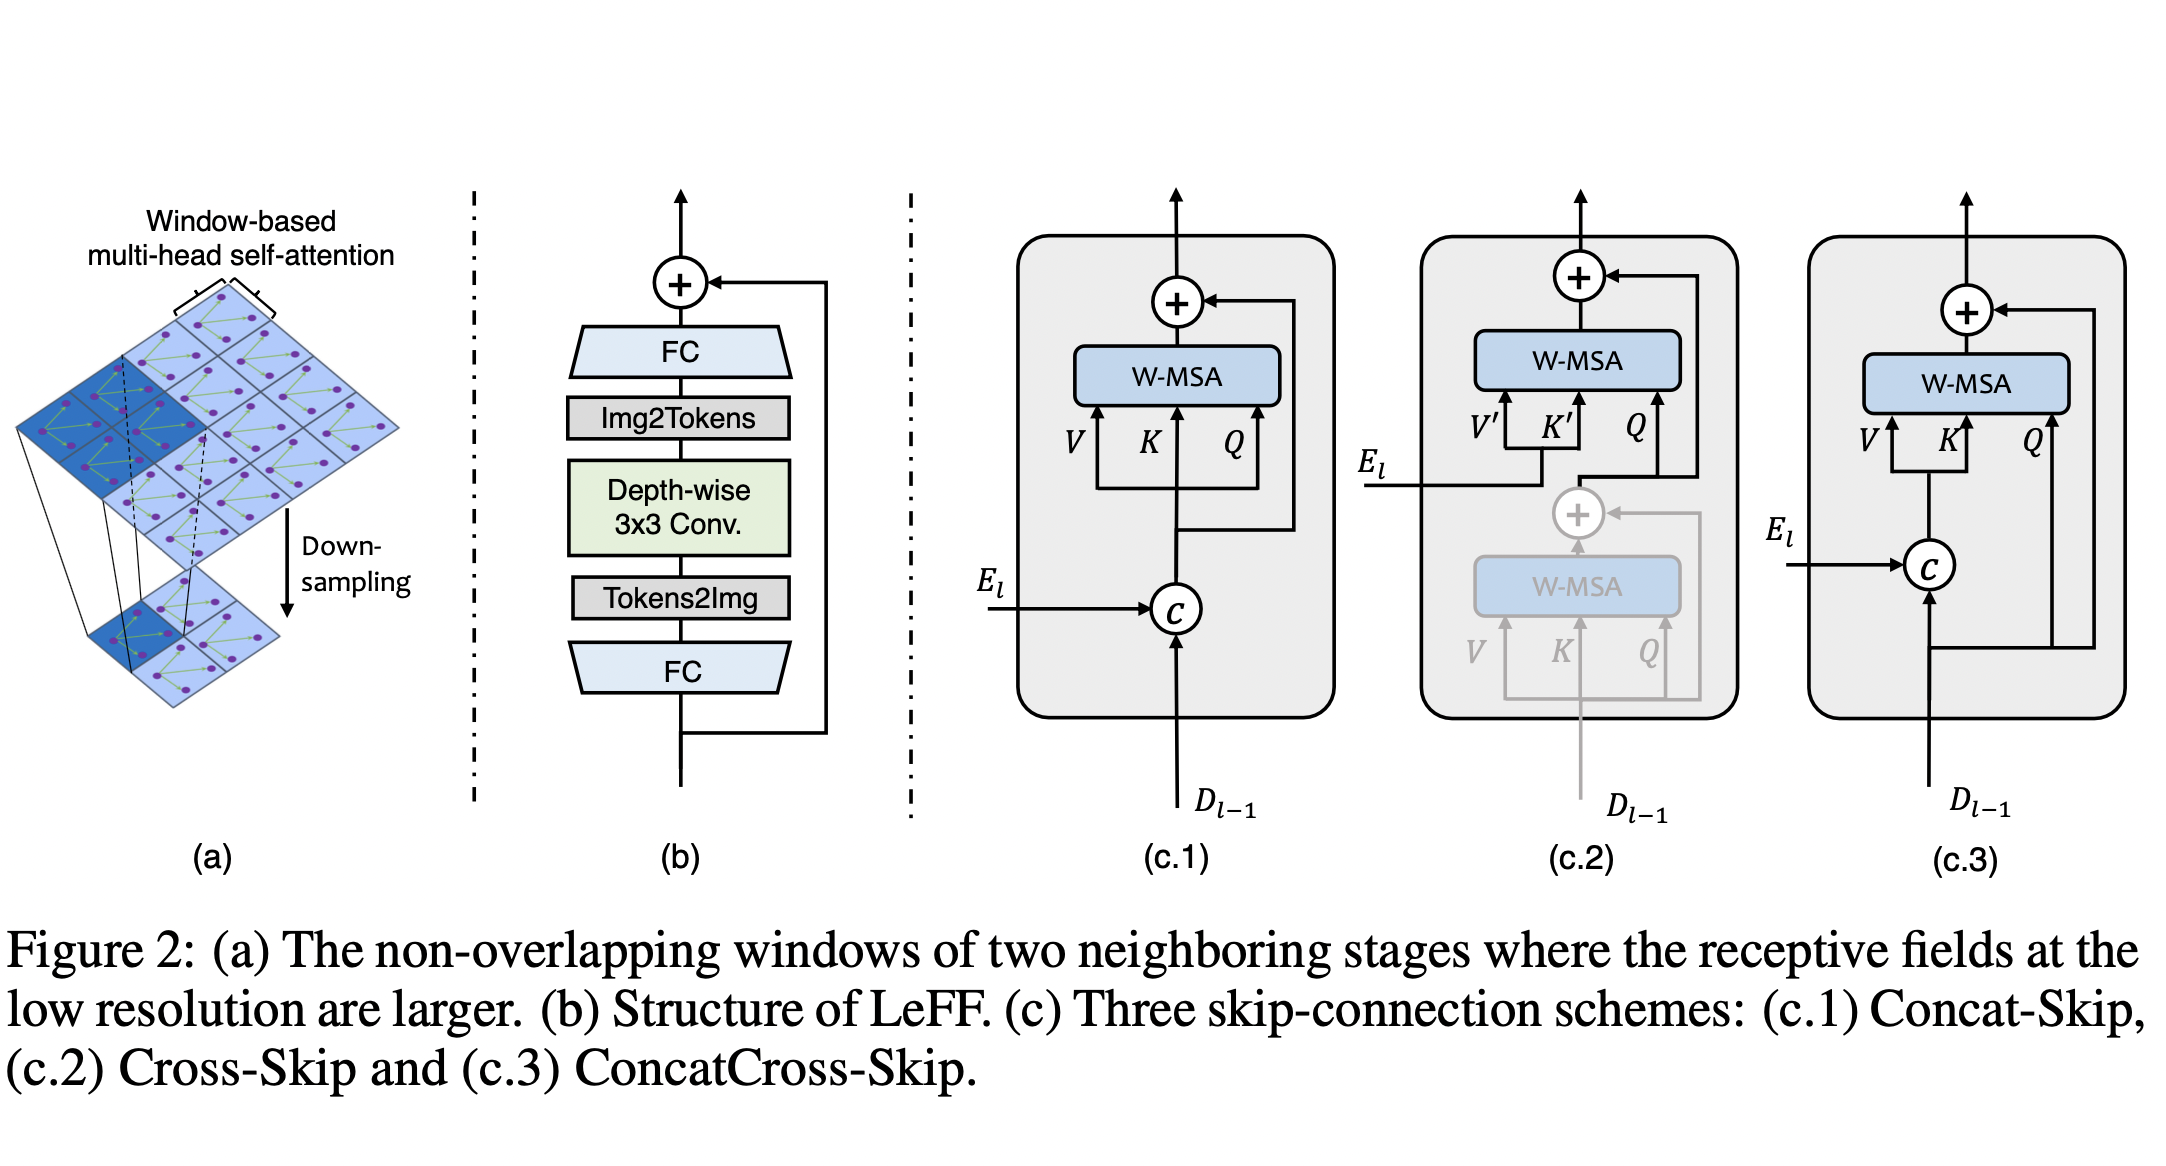 Window-based
multi-head self-attention
Down-
sampling
(a)
+
FC
Img2Tokens
Depth-wise
3x3 Conv.
Tokens2Img
FC
(b)
+
W-MSA
V K Q
E_l
c
D_{l-1}
(c.1)
+
W-MSA
V′ K′ Q
E_l
+
W-MSA
V K Q
D_{l-1}
(c.2)
+
W-MSA
V K Q
E_l
c
D_{l-1}
(c.3)
Figure 2: (a) The non-overlapping windows of two neighboring stages where the receptive fields at the
low resolution are larger. (b) Structure of LeFF. (c) Three skip-connection schemes: (c.1) Concat-Skip,
(c.2) Cross-Skip and (c.3) ConcatCross-Skip.